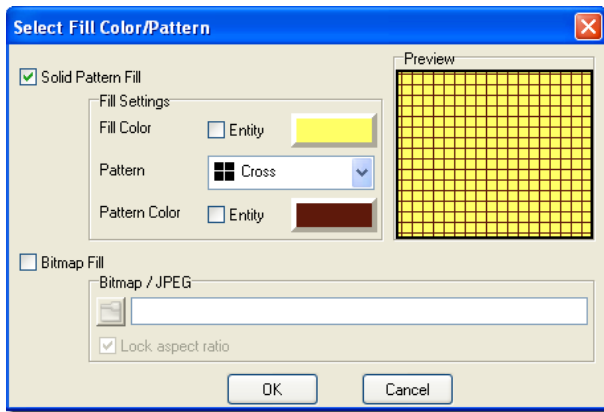 Select Fill Color/Pattern
Preview
Solid Pattern Fill
Fill Settings
Fill Color Entity
Pattern Cross
Pattern Color Entity
Bitmap Fill
Bitmap / JPEG
Lock aspect ratio
OK Cancel